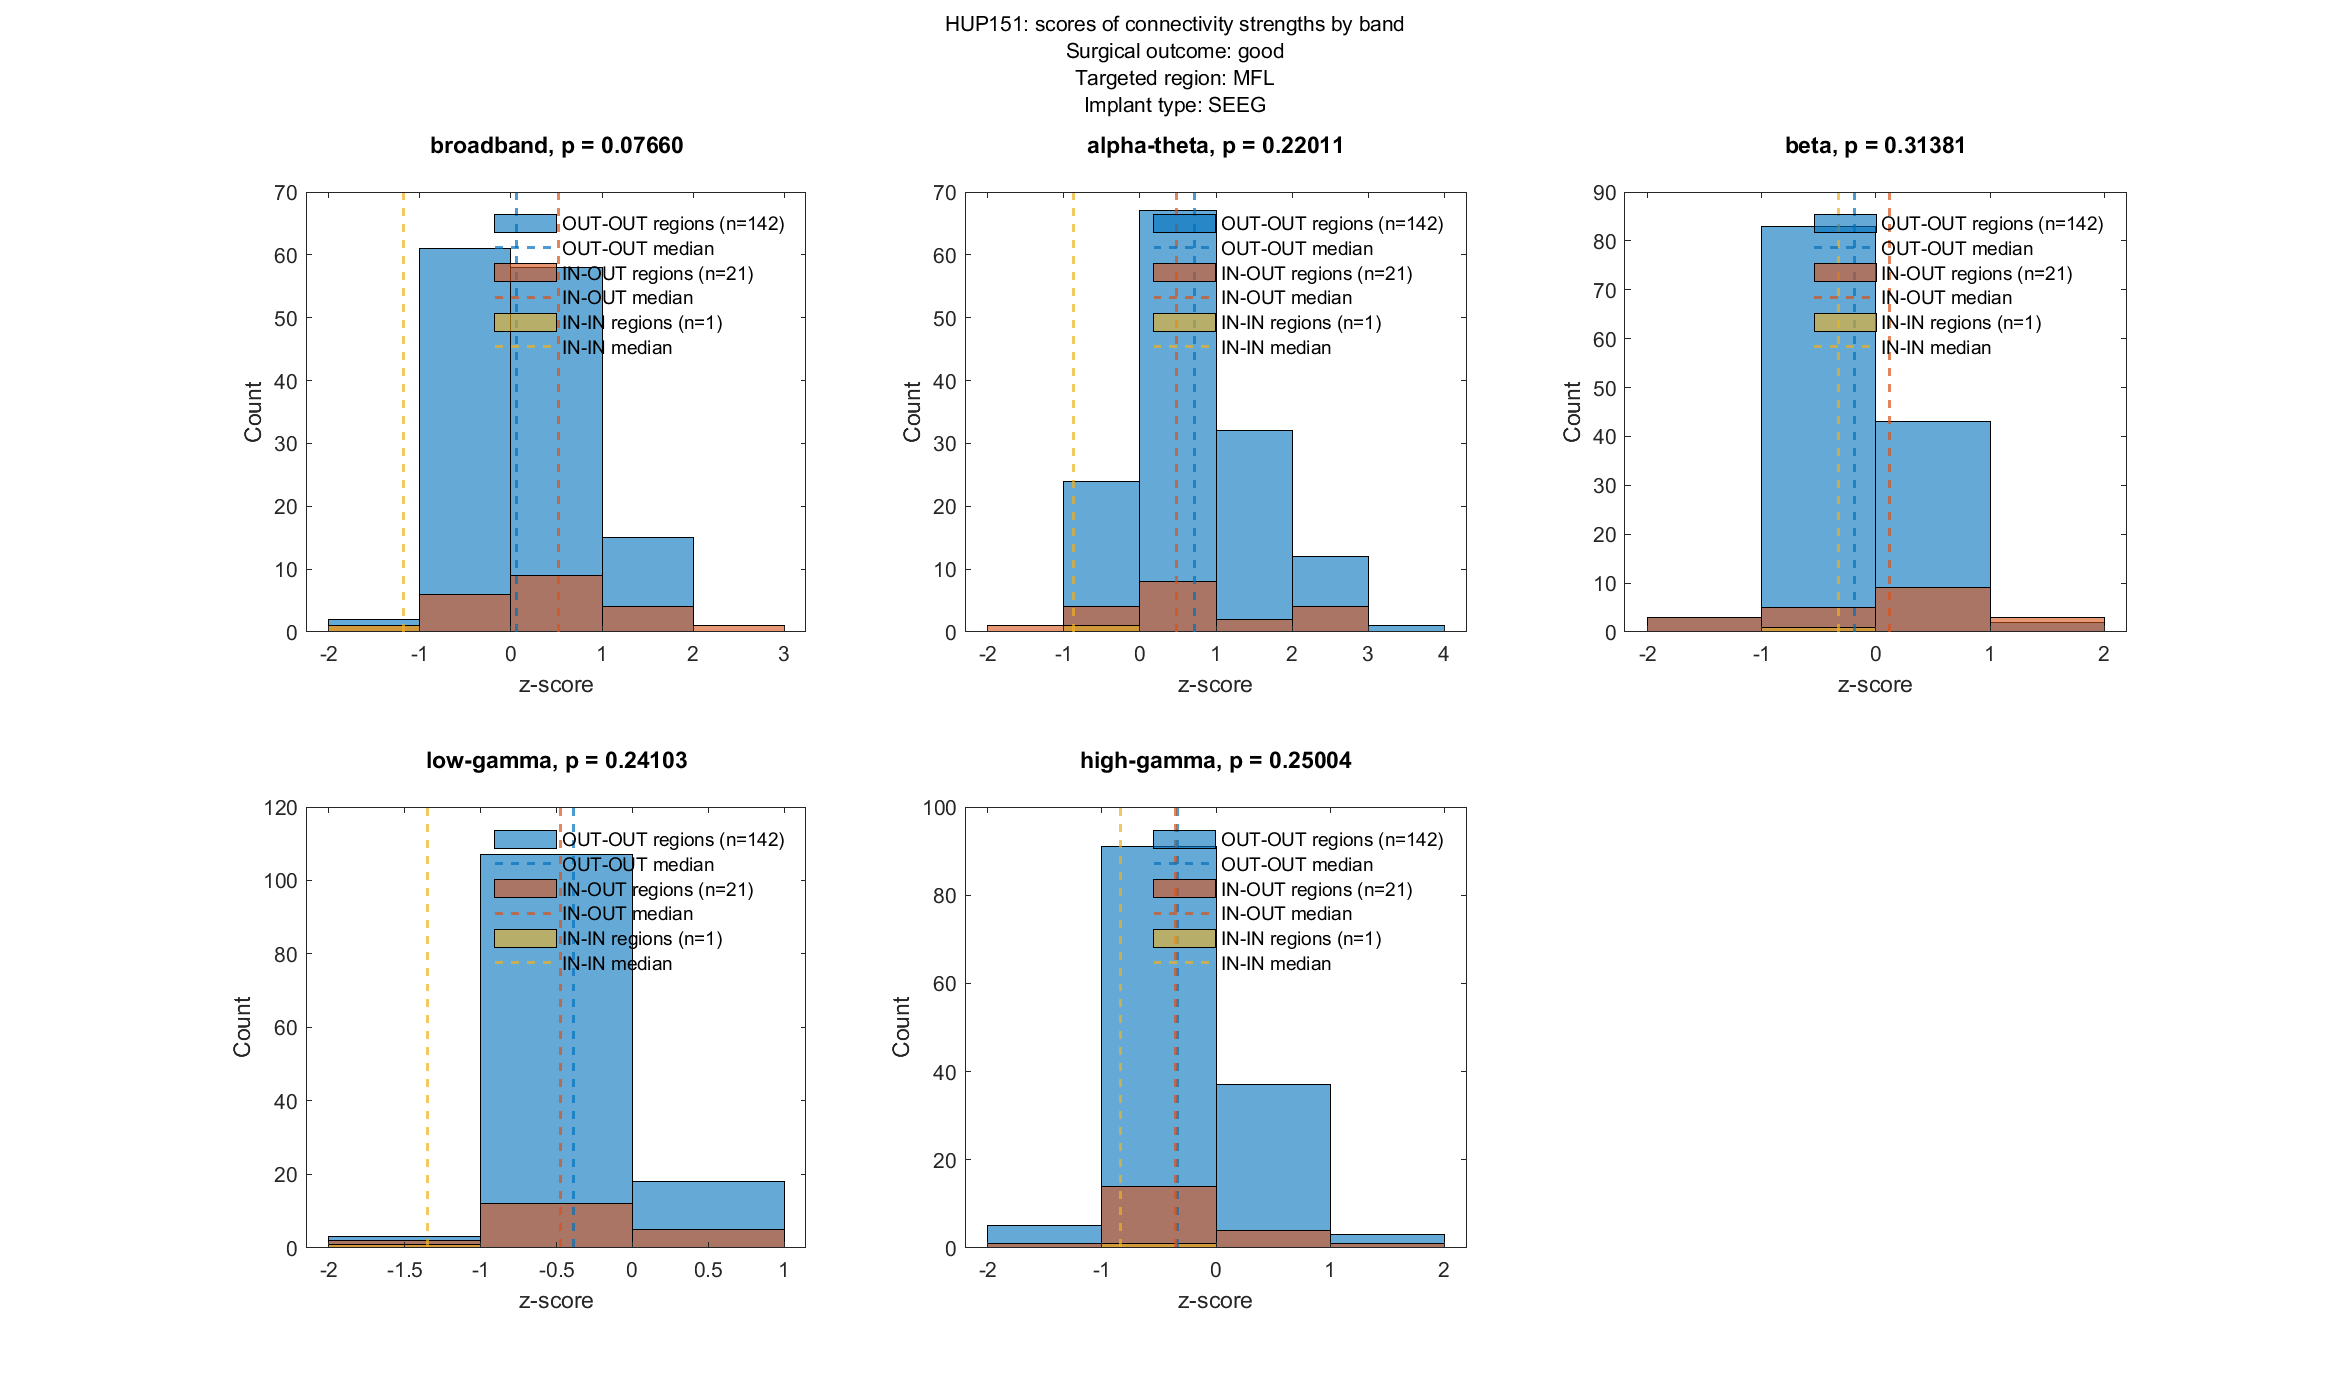 HUP151: scores of connectivity strengths by band
Surgical outcome: good
Targeted region: MFL
Implant type: SEEG
broadband, p = 0.07660
70
60
50
40
30
20
10
0
Count
-2 -1 0 1 2 3
z-score
OUT-OUT regions (n=142)
OUT-OUT median
IN-OUT regions (n=21)
IN-OUT median
IN-IN regions (n=1)
IN-IN median
alpha-theta, p = 0.22011
70
60
50
40
30
20
10
0
Count
-2 -1 0 1 2 3 4
z-score
OUT-OUT regions (n=142)
OUT-OUT median
IN-OUT regions (n=21)
IN-OUT median
IN-IN regions (n=1)
IN-IN median
beta, p = 0.31381
90
80
70
60
50
40
30
20
10
0
Count
-2 -1 0 1 2
z-score
OUT-OUT regions (n=142)
OUT-OUT median
IN-OUT regions (n=21)
IN-OUT median
IN-IN regions (n=1)
IN-IN median
low-gamma, p = 0.24103
120
100
80
60
40
20
0
Count
-2 -1.5 -1 -0.5 0 0.5 1
z-score
OUT-OUT regions (n=142)
OUT-OUT median
IN-OUT regions (n=21)
IN-OUT median
IN-IN regions (n=1)
IN-IN median
high-gamma, p = 0.25004
100
80
60
40
20
0
Count
-2 -1 0 1 2
z-score
OUT-OUT regions (n=142)
OUT-OUT median
IN-OUT regions (n=21)
IN-OUT median
IN-IN regions (n=1)
IN-IN median